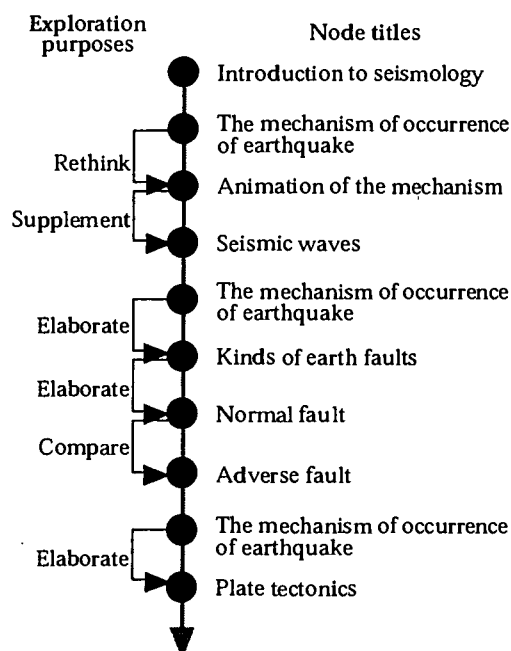 Exploration
purposes
Node titles
Introduction to seismology
The mechanism of occurrence
of earthquake
Rethink
Animation of the mechanism
Supplement
Seismic waves
The mechanism of occurrence
of earthquake
Elaborate
Kinds of earth faults
Elaborate
Normal fault
Compare
Adverse fault
The mechanism of occurrence
of earthquake
Elaborate
Plate tectonics